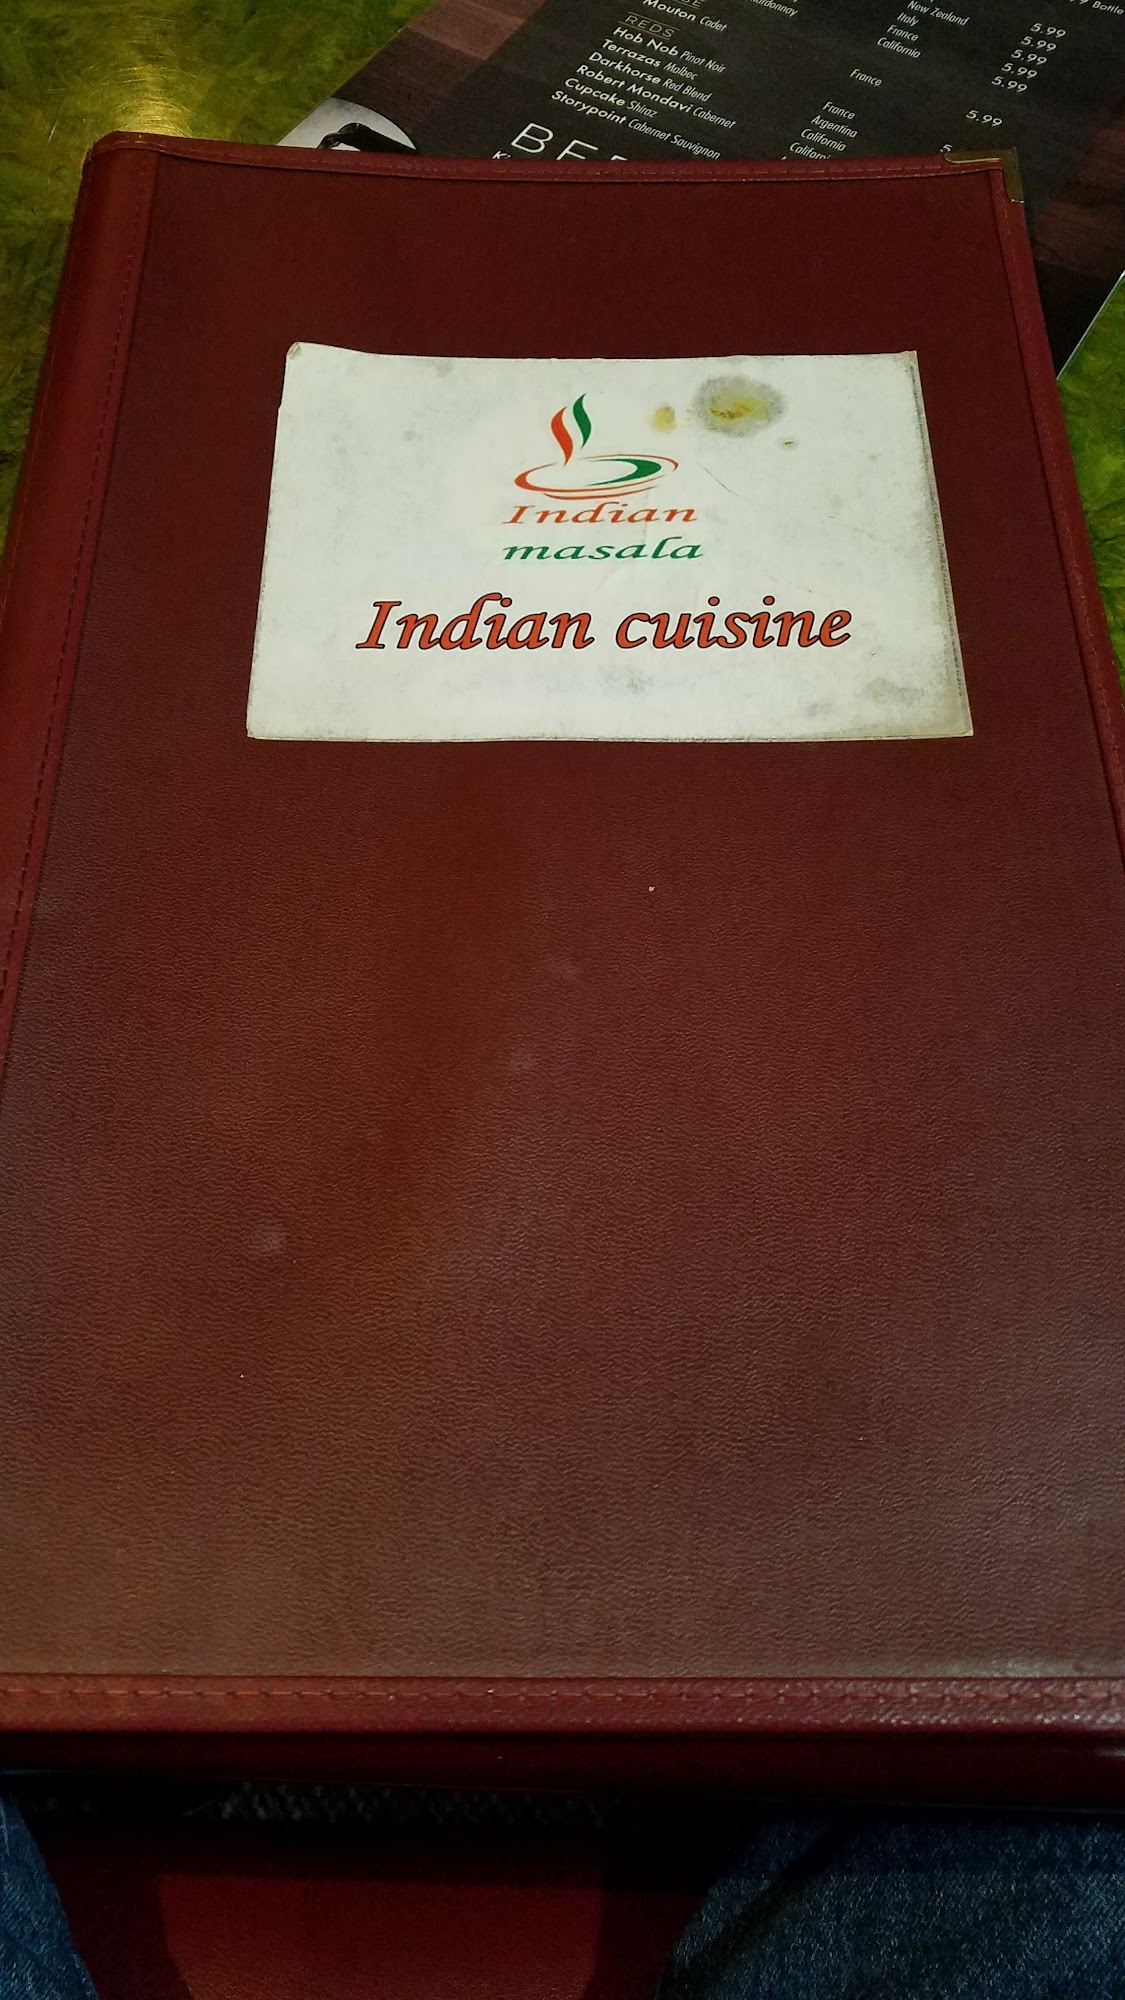 Mouton Cadet
REDS
Hob Nob Pinot Noir
Terrazas Malbec
Darkhorse Red Blend
Robert Mondavi Cabernet
Cupcake Shiraz
Storypoint Cabernet Sauvignon
New Zealand
Italy
France
California
France
France
Argentina
California
5.99
5.99
5.99
5.99
5.99
5.99
Bottle
Indian
masala
Indian cuisine